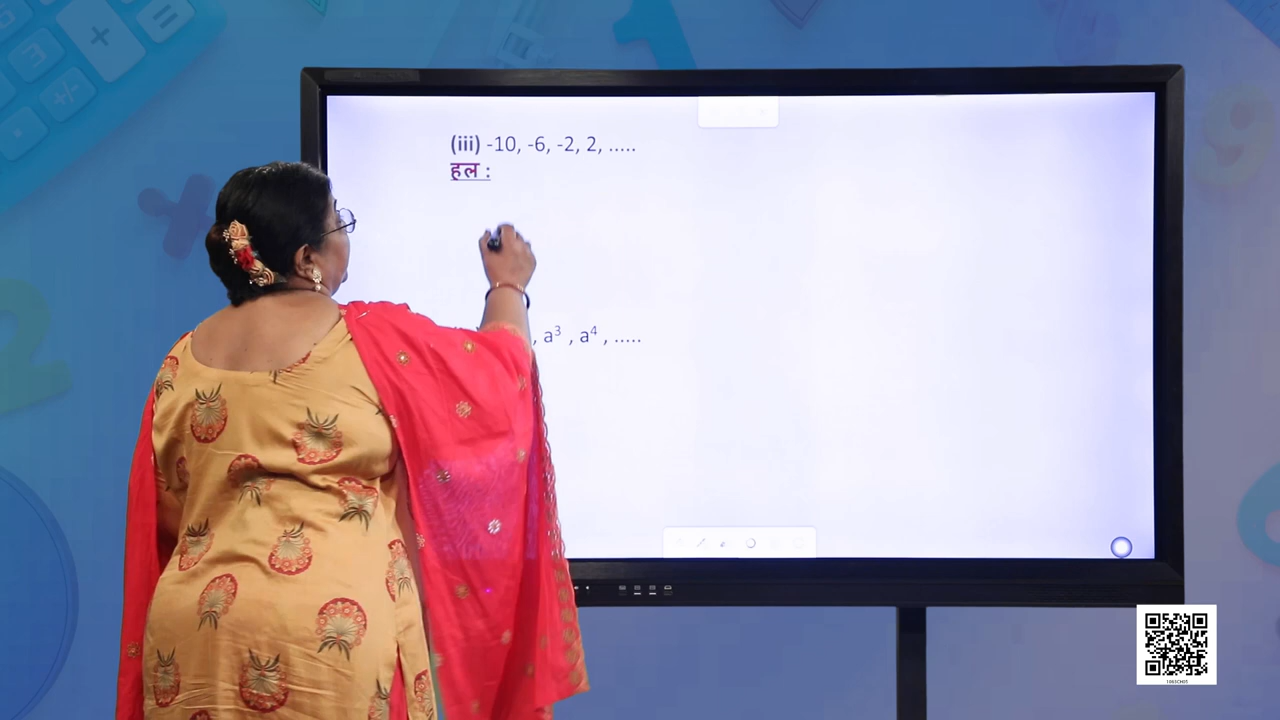 (iii) -10, -6, -2, 2, .....
हल :
, a³ , a⁴ , .....